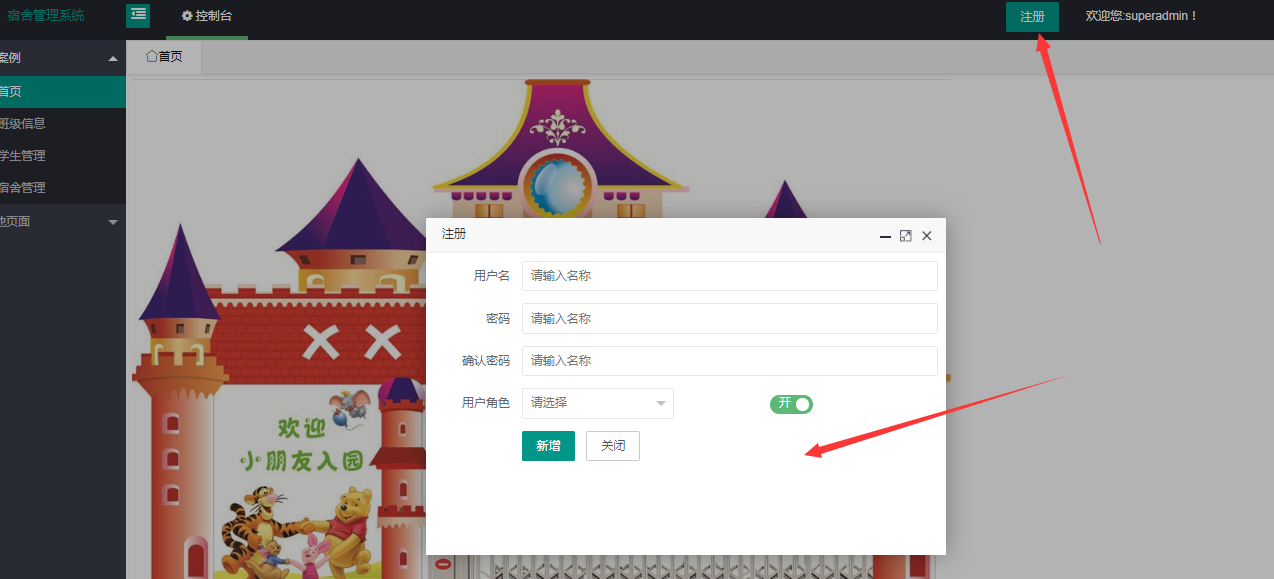 宿舍管理系统
控制台
注册
欢迎您:superadmin！
案例
首页
首页
班级信息
学生管理
宿舍管理
页面
欢迎
小朋友入园
注册
用户名 请输入名称
密码 请输入名称
确认密码 请输入名称
用户角色 请选择 开
新增 关闭